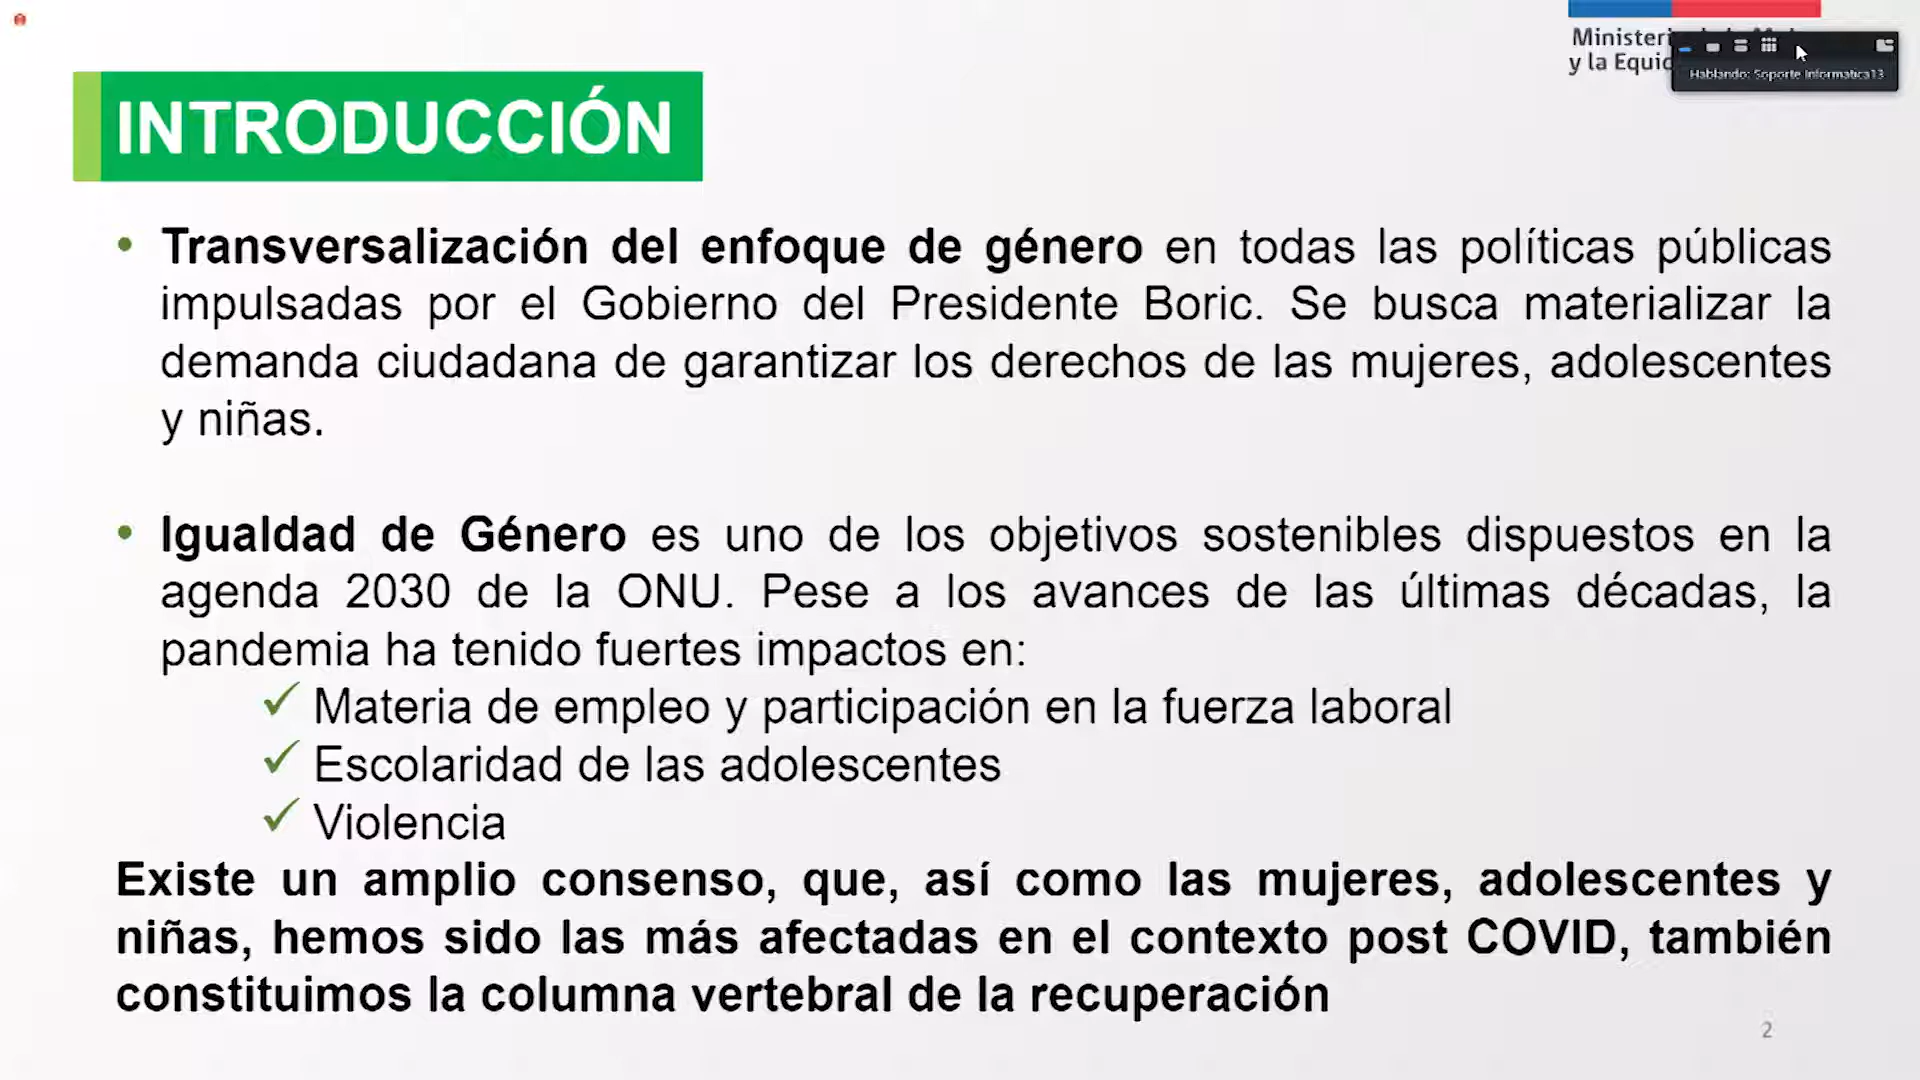 Ministeri
y la Equi
Hablando: Soporte Informatica13
INTRODUCCIÓN
• Transversalización del enfoque de género en todas las políticas públicas
impulsadas por el Gobierno del Presidente Boric. Se busca materializar la
demanda ciudadana de garantizar los derechos de las mujeres, adolescentes
y niñas.
• Igualdad de Género es uno de los objetivos sostenibles dispuestos en la
agenda 2030 de la ONU. Pese a los avances de las últimas décadas, la
pandemia ha tenido fuertes impactos en:
✓ Materia de empleo y participación en la fuerza laboral
✓ Escolaridad de las adolescentes
✓ Violencia
Existe un amplio consenso, que, así como las mujeres, adolescentes y
niñas, hemos sido las más afectadas en el contexto post COVID, también
constituimos la columna vertebral de la recuperación
2